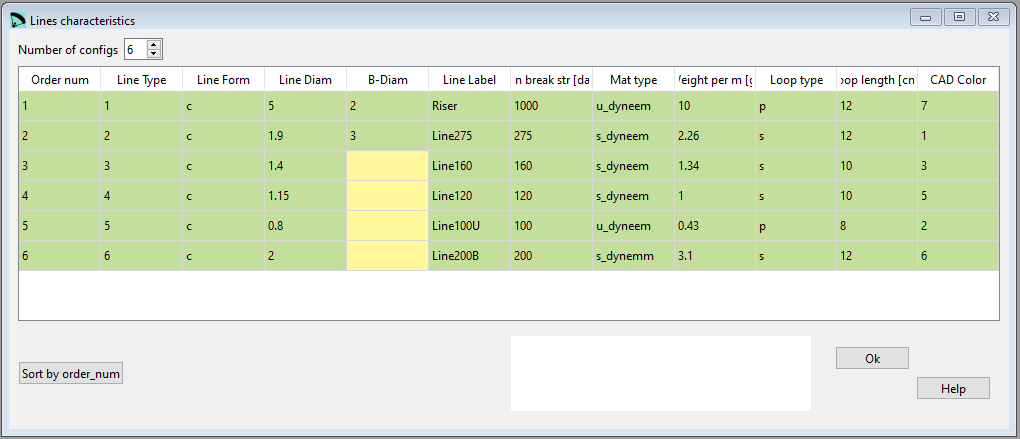 Lines characteristics
Number of configs 6
Order num Line Type Line Form Line Diam B-Diam Line Label n break str [da Mat type Weight per m [g Loop type oop length [cn CAD Color
1 1 c 5 2 Riser 1000 u_dyneem 10 p 12 7
2 2 c 1.9 3 Line275 275 s_dyneem 2.26 s 12 1
3 3 c 1.4 Line160 160 s_dyneem 1.34 s 10 3
4 4 c 1.15 Line120 120 s_dyneem 1 s 10 5
5 5 c 0.8 Line100U 100 u_dyneem 0.43 p 8 2
6 6 c 2 Line200B 200 s_dynemm 3.1 s 12 6
Sort by order_num
Ok
Help